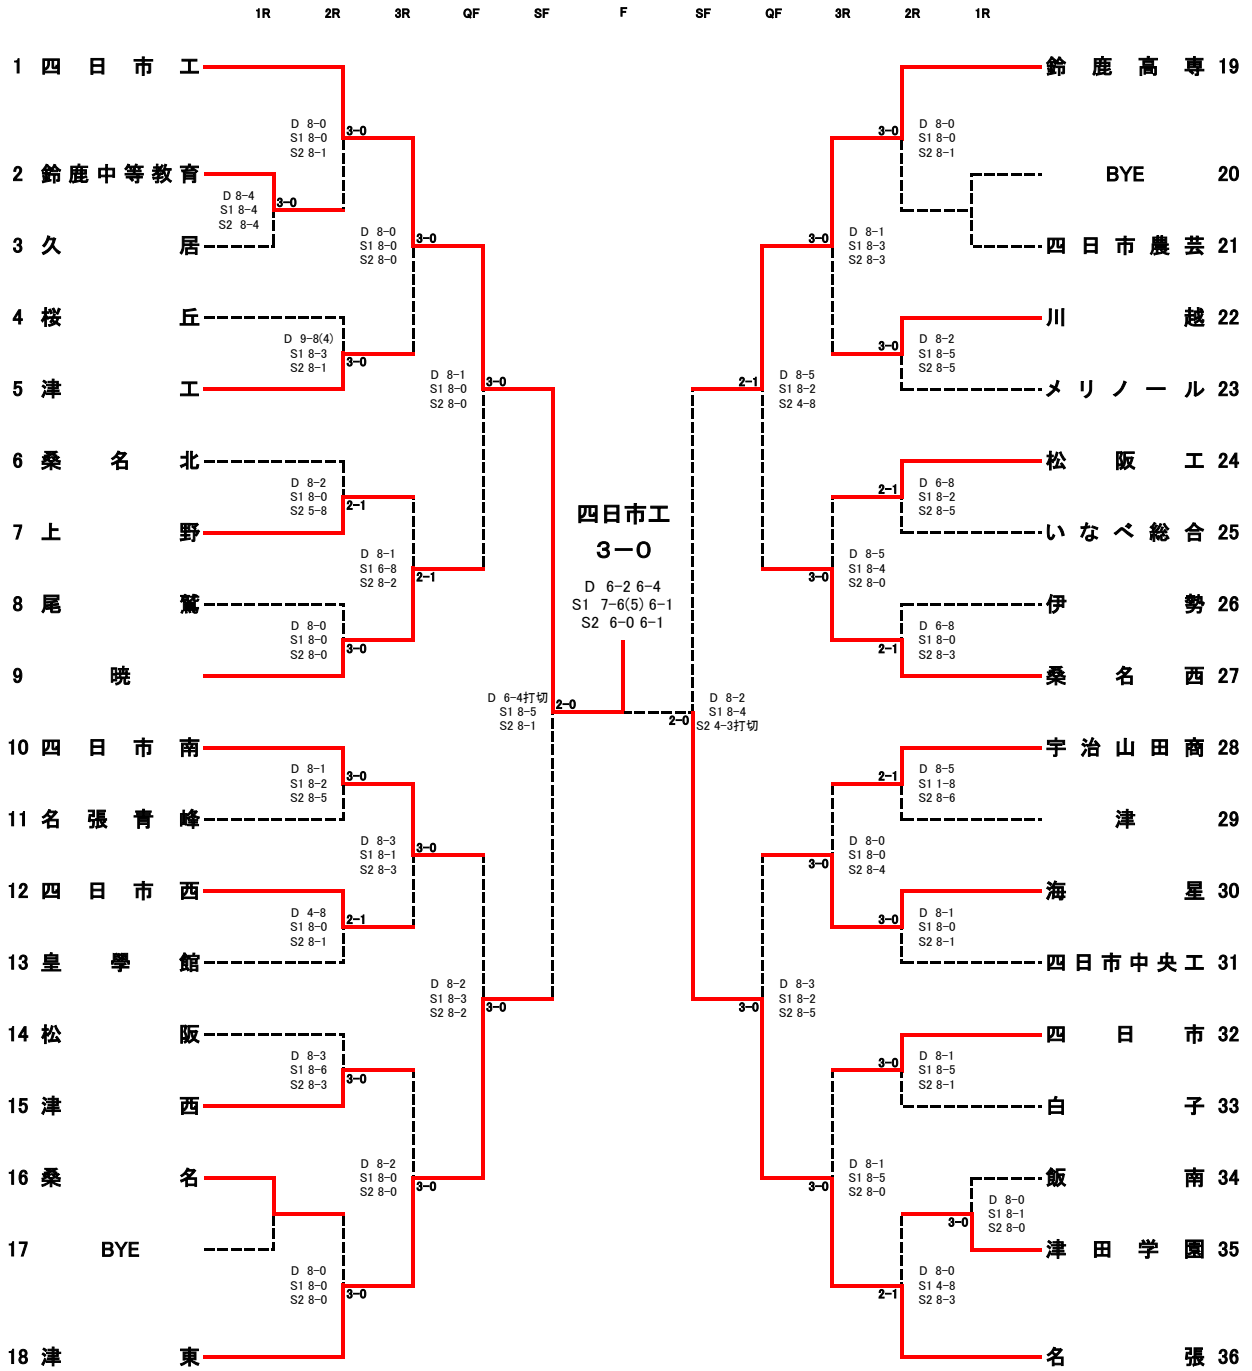 1R 2R 3R QF SF F SF QF 3R 2R 1R
1 四日市工
D 8-0
S1 8-0
S2 8-1
3-0
2 鈴鹿中等教育
D 8-4
S1 8-4
S2 8-4
3-0
3 久居
D 8-0
S1 8-0
S2 8-0
3-0
4 桜丘
D 9-8(4)
S1 8-3
S2 8-1
3-0
5 津工
D 8-1
S1 8-0
S2 8-0
3-0
6 桑名北
D 8-2
S1 8-0
S2 5-8
2-1
7 上野
D 8-1
S1 6-8
S2 8-2
2-1
8 尾鷲
D 8-0
S1 8-0
S2 8-0
3-0
9 暁
D 6-4打切
S1 8-5
S2 8-1
2-0
10 四日市南
D 8-1
S1 8-2
S2 8-5
3-0
11 名張青峰
D 8-3
S1 8-1
S2 8-3
3-0
12 四日市西
D 4-8
S1 8-0
S2 8-1
2-1
13 皇學館
D 8-2
S1 8-3
S2 8-2
3-0
14 松阪
D 8-3
S1 8-6
S2 8-3
3-0
15 津西
D 8-2
S1 8-0
S2 8-0
3-0
16 桑名
17 BYE
D 8-0
S1 8-0
S2 8-0
3-0
18 津東
四日市工
3-0
D 6-2 6-4
S1 7-6(5) 6-1
S2 6-0 6-1
鈴鹿高専 19
3-0
D 8-0
S1 8-0
S2 8-1
BYE 20
四日市農芸 21
3-0
D 8-1
S1 8-3
S2 8-3
川越 22
3-0
D 8-2
S1 8-5
S2 8-5
メリノール 23
2-1
D 8-5
S1 8-2
S2 4-8
松阪工 24
2-1
D 6-8
S1 8-2
S2 8-5
いなべ総合 25
3-0
D 8-5
S1 8-4
S2 8-0
伊勢 26
2-1
D 6-8
S1 8-0
S2 8-3
桑名西 27
2-0
D 8-2
S1 8-4
S2 4-3打切
宇治山田商 28
2-1
D 8-5
S1 1-8
S2 8-6
津 29
3-0
D 8-0
S1 8-0
S2 8-4
海星 30
3-0
D 8-1
S1 8-0
S2 8-1
四日市中央工 31
3-0
D 8-3
S1 8-2
S2 8-5
四日市 32
3-0
D 8-1
S1 8-5
S2 8-1
白子 33
3-0
D 8-1
S1 8-5
S2 8-0
飯南 34
3-0
D 8-0
S1 8-1
S2 8-0
津田学園 35
2-1
D 8-0
S1 4-8
S2 8-3
名張 36